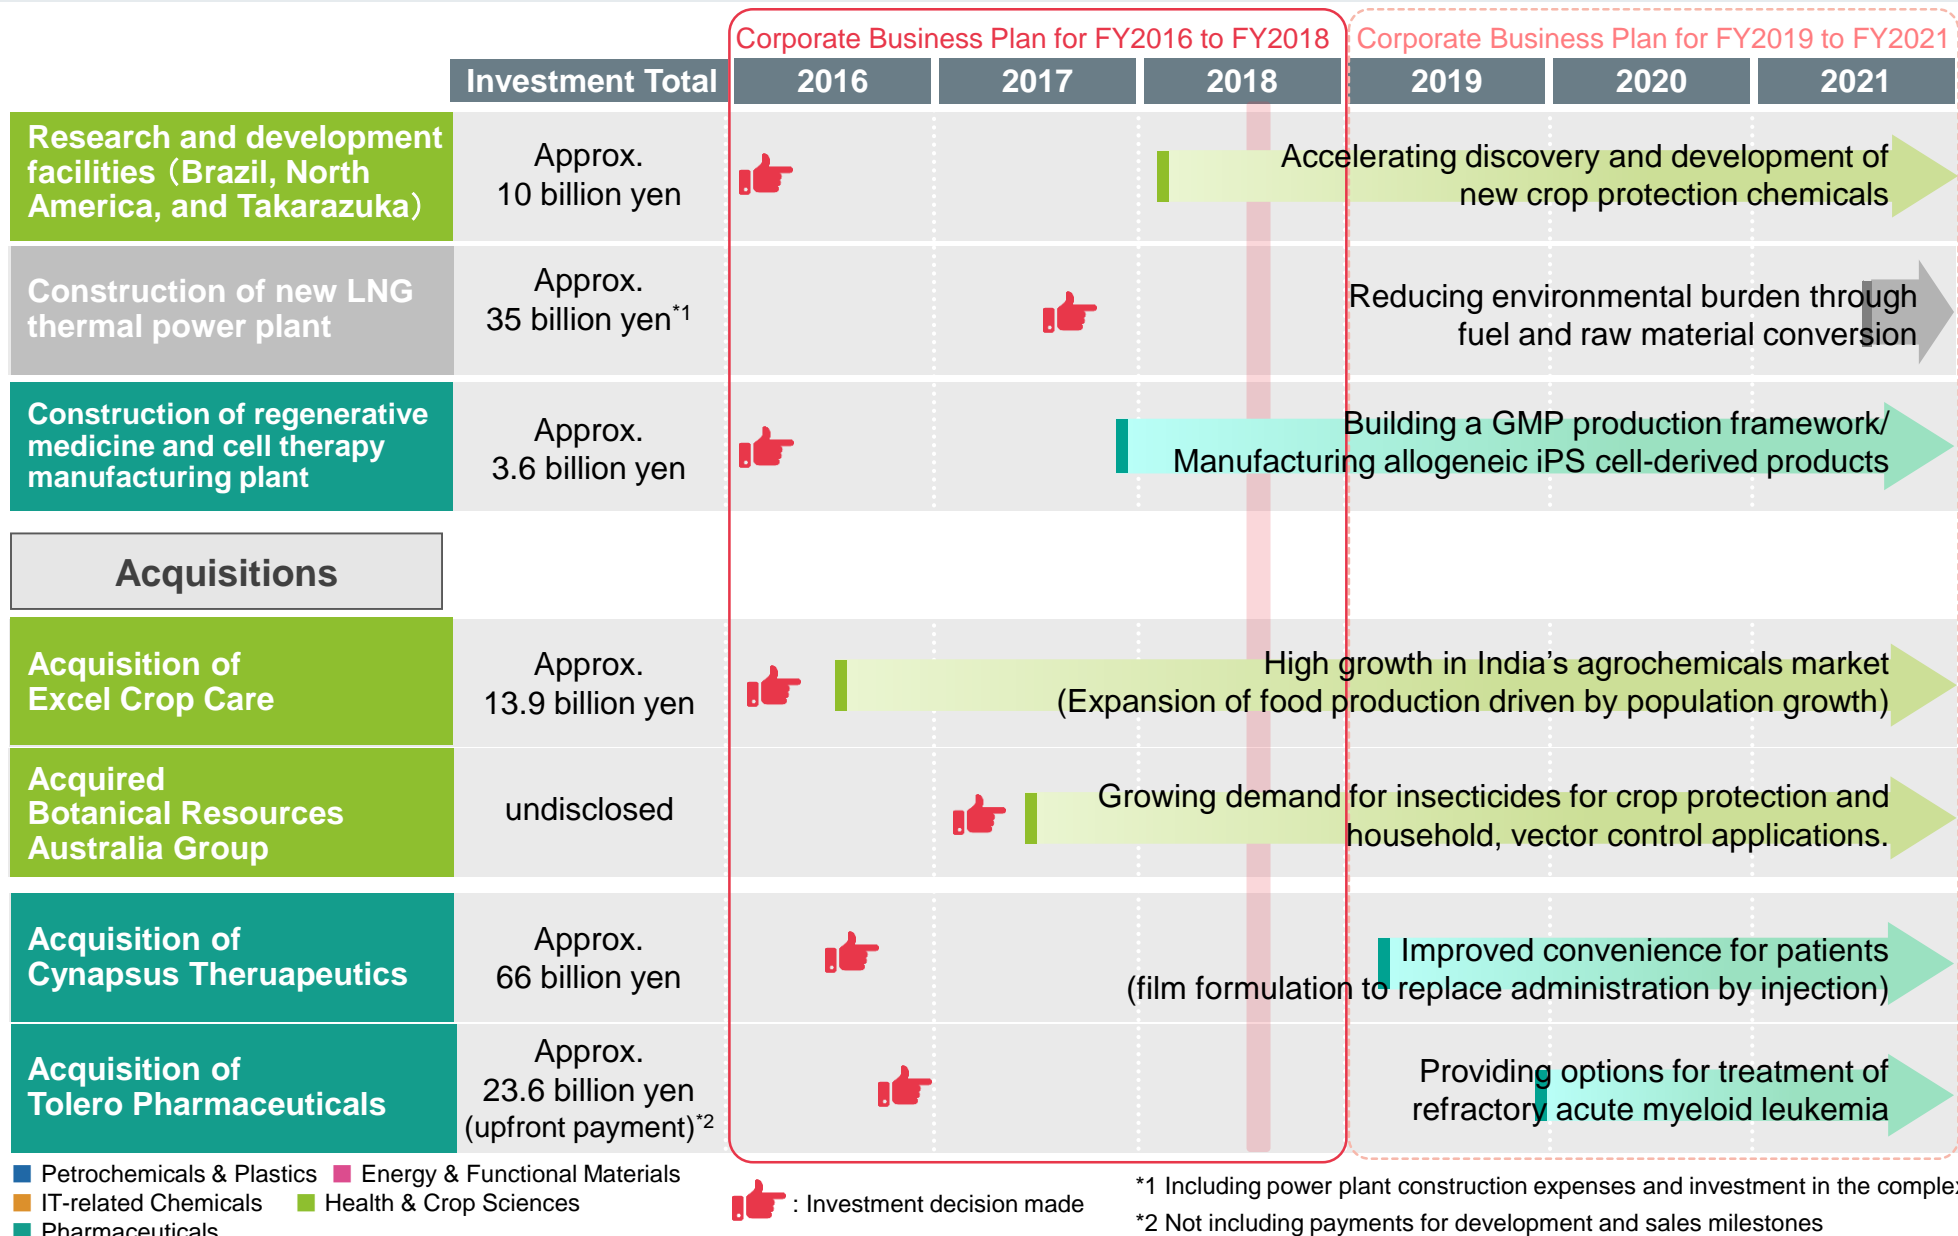 Corporate Business Plan for FY2016 to FY2018
Corporate Business Plan for FY2019 to FY2021
Investment Total
2016
2017
2018
2019
2020
2021
Research and development
facilities（Brazil, North
America, and Takarazuka）
Approx.
10 billion yen
Accelerating discovery and development of
new crop protection chemicals
Construction of new LNG
thermal power plant
Approx.
35 billion yen*1
Reducing environmental burden through
fuel and raw material conversion
Construction of regenerative
medicine and cell therapy
manufacturing plant
Approx.
3.6 billion yen
Building a GMP production framework/
Manufacturing allogeneic iPS cell-derived products
Acquisitions
Acquisition of
Excel Crop Care
Approx.
13.9 billion yen
High growth in India’s agrochemicals market
(Expansion of food production driven by population growth)
Acquired
Botanical Resources
Australia Group
undisclosed
Growing demand for insecticides for crop protection and
household, vector control applications.
Acquisition of
Cynapsus Theruapeutics
Approx.
66 billion yen
Improved convenience for patients
(film formulation to replace administration by injection)
Acquisition of
Tolero Pharmaceuticals
Approx.
23.6 billion yen
(upfront payment)*2
Providing options for treatment of
refractory acute myeloid leukemia
Petrochemicals & Plastics
Energy & Functional Materials
IT-related Chemicals
Health & Crop Sciences
Pharmaceuticals
: Investment decision made
*1 Including power plant construction expenses and investment in the complex
*2 Not including payments for development and sales milestones